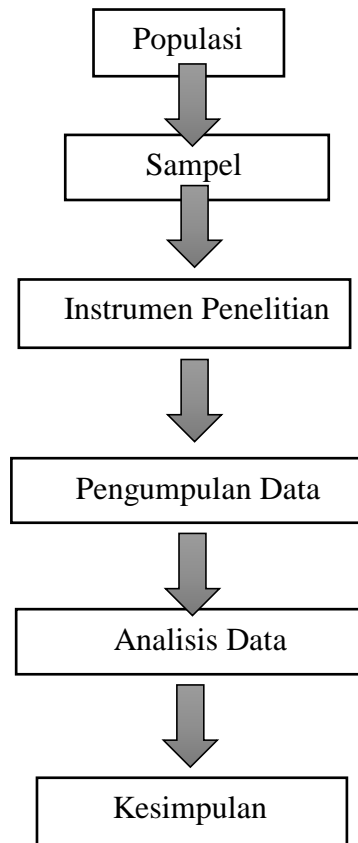 Populasi
Sampel
Instrumen Penelitian
Pengumpulan Data
Analisis Data
Kesimpulan